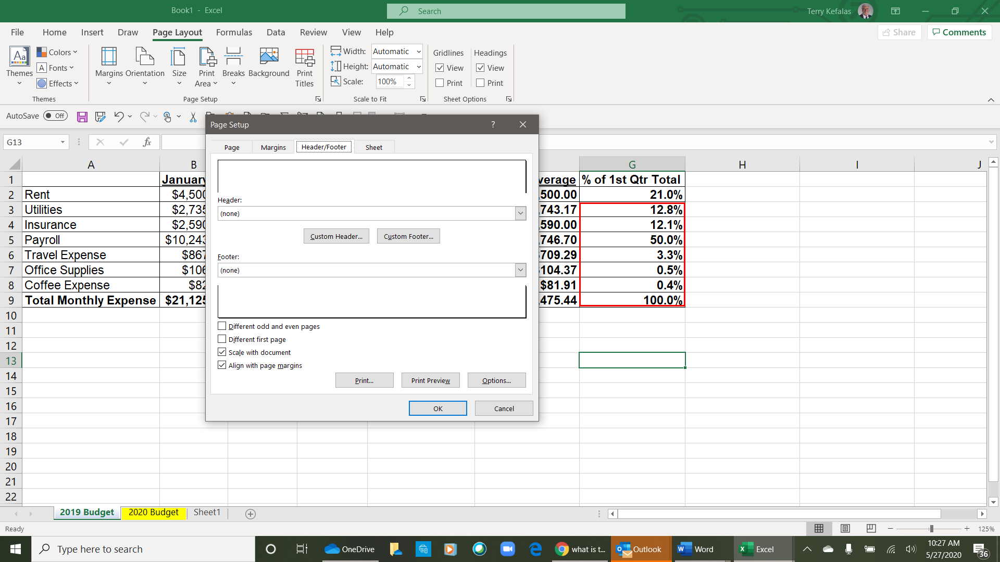 Book1 - Excel
Search
Terry Kefalas
File Home Insert Draw Page Layout Formulas Data Review View Help
Share Comments
Aa
Themes
Colors
Fonts
Effects
Themes
Margins Orientation Size Print Area Breaks Background Print Titles
Page Setup
Width: Automatic
Height: Automatic
Scale: 100%
Scale to Fit
Gridlines Headings
View View
Print Print
Sheet Options
AutoSave Off
G13
fx
Page Setup ?
Page Margins Header/Footer Sheet
Header:
(none)
Custom Header... Custom Footer...
Footer:
(none)
Different odd and even pages
Different first page
Scale with document
Align with page margins
Print... Print Preview Options...
OK Cancel
A B G H I J
1 January verage % of 1st Qtr Total
2 Rent $4,500 500.00 21.0%
3 Utilities $2,735 743.17 12.8%
4 Insurance $2,590 590.00 12.1%
5 Payroll $10,243 746.70 50.0%
6 Travel Expense $867 709.29 3.3%
7 Office Supplies $106 104.37 0.5%
8 Coffee Expense $82 $81.91 0.4%
9 Total Monthly Expense $21,125 475.44 100.0%
10
11
12
13
14
15
16
17
18
19
20
21
22
2019 Budget 2020 Budget Sheet1
Ready
125%
Type here to search
OneDrive
what is t...
Outlook
Word
Excel
10:27 AM
5/27/2020
36